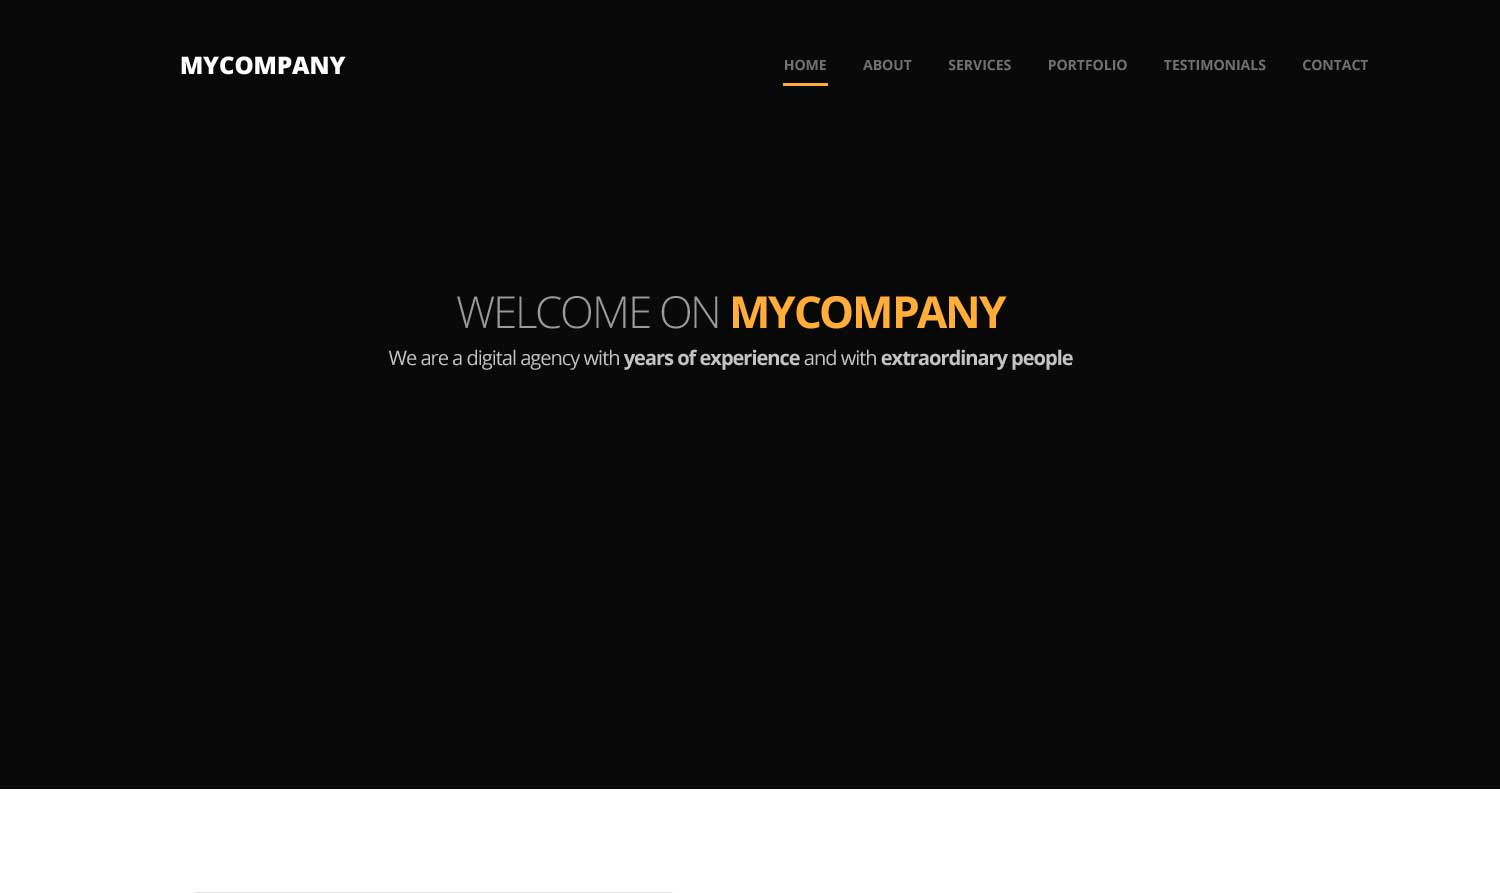 MYCOMPANY
HOME ABOUT SERVICES PORTFOLIO TESTIMONIALS CONTACT
WELCOME ON MYCOMPANY
We are a digital agency with years of experience and with extraordinary people